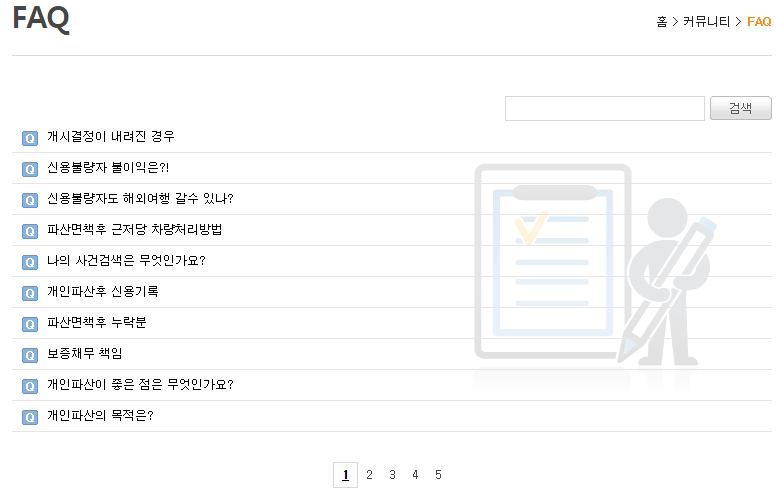 FAQ
홈 > 커뮤니티 > FAQ
검색
Q 개시결정이 내려진 경우
Q 신용불량자 불이익은?!
Q 신용불량자도 해외여행 갈수 있나?
Q 파산면책후 근저당 차량처리방법
Q 나의 사건검색은 무엇인가요?
Q 개인파산후 신용기록
Q 파산면책후 누락분
Q 보증채무 책임
Q 개인파산이 좋은 점은 무엇인가요?
Q 개인파산의 목적은?
1 2 3 4 5